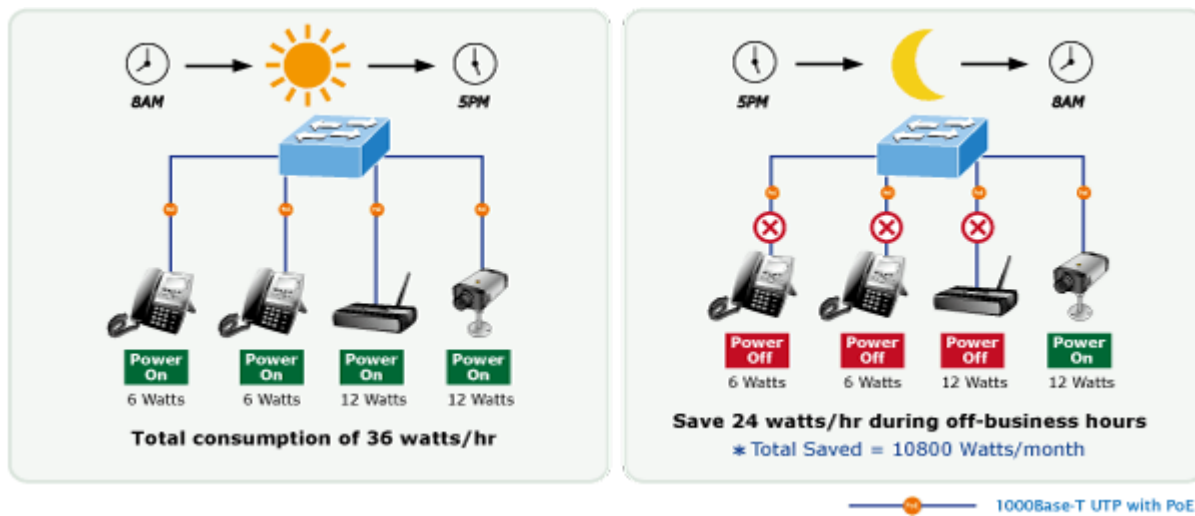 8AM
5PM
Power On
Power On
Power On
Power On
6 Watts
6 Watts
12 Watts
12 Watts
Total consumption of 36 watts/hr
5PM
8AM
Power Off
Power Off
Power Off
Power On
6 Watts
6 Watts
12 Watts
12 Watts
Save 24 watts/hr during off-business hours
* Total Saved = 10800 Watts/month
1000Base-T UTP with PoE